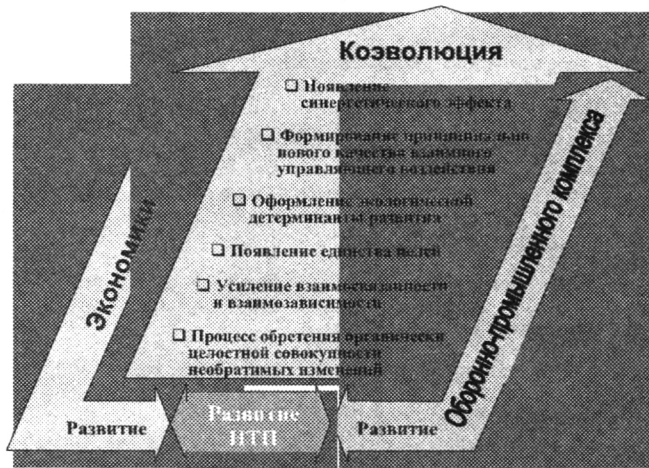 Коэволюция
❑ Появление
синергетического эффекта
❑ Формирование принципиально
нового качества взаимного
управляющего воздействия
❑ Оформление экологической
детерминанты развития
❑ Появление единства целей
❑ Усиление взаимосвязанности
и взаимозависимости
❑ Процесс обретения органически
целостной совокупности
необратимых изменений
Экономики
Оборонно-промышленного комплекса
Развитие
Развитие
НТП
Развитие